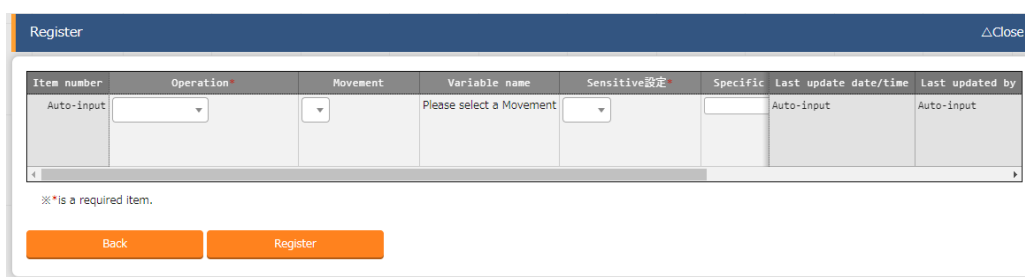 Register △Close
Item number Operation* Movement Variable name Sensitive設定* Specific Last update date/time Last updated by
Auto-input Please select a Movement Auto-input Auto-input
※*is a required item.
Back Register